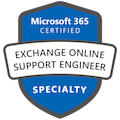 Microsoft 365
CERTIFIED
EXCHANGE ONLINE
SUPPORT ENGINEER
SPECIALTY